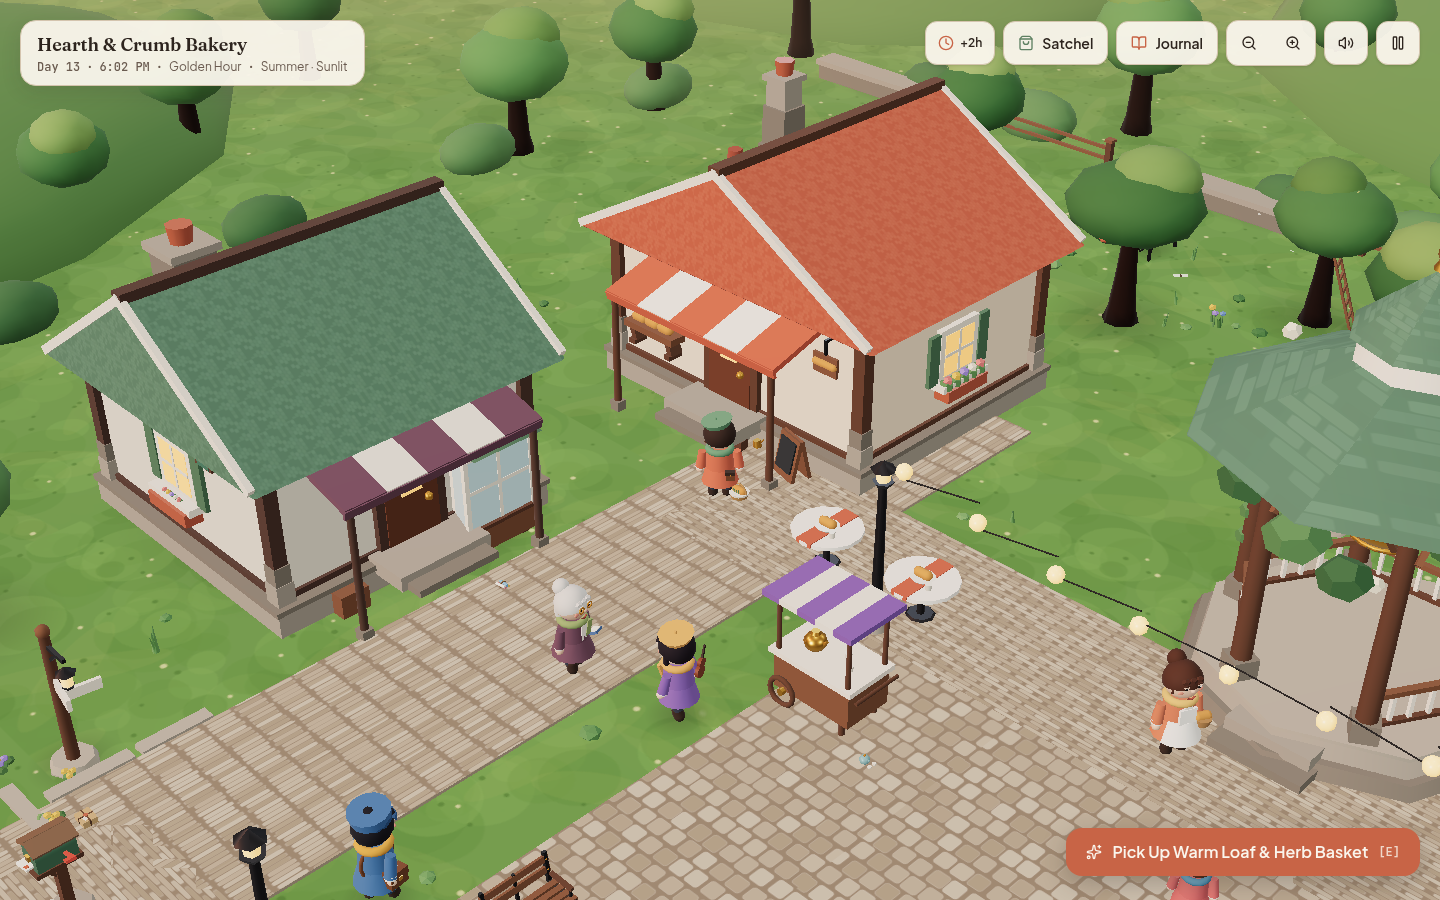 Hearth & Crumb Bakery
Day 13 · 6:02 PM · Golden Hour · Summer · Sunlit
+2h
Satchel
Journal
Pick Up Warm Loaf & Herb Basket [E]